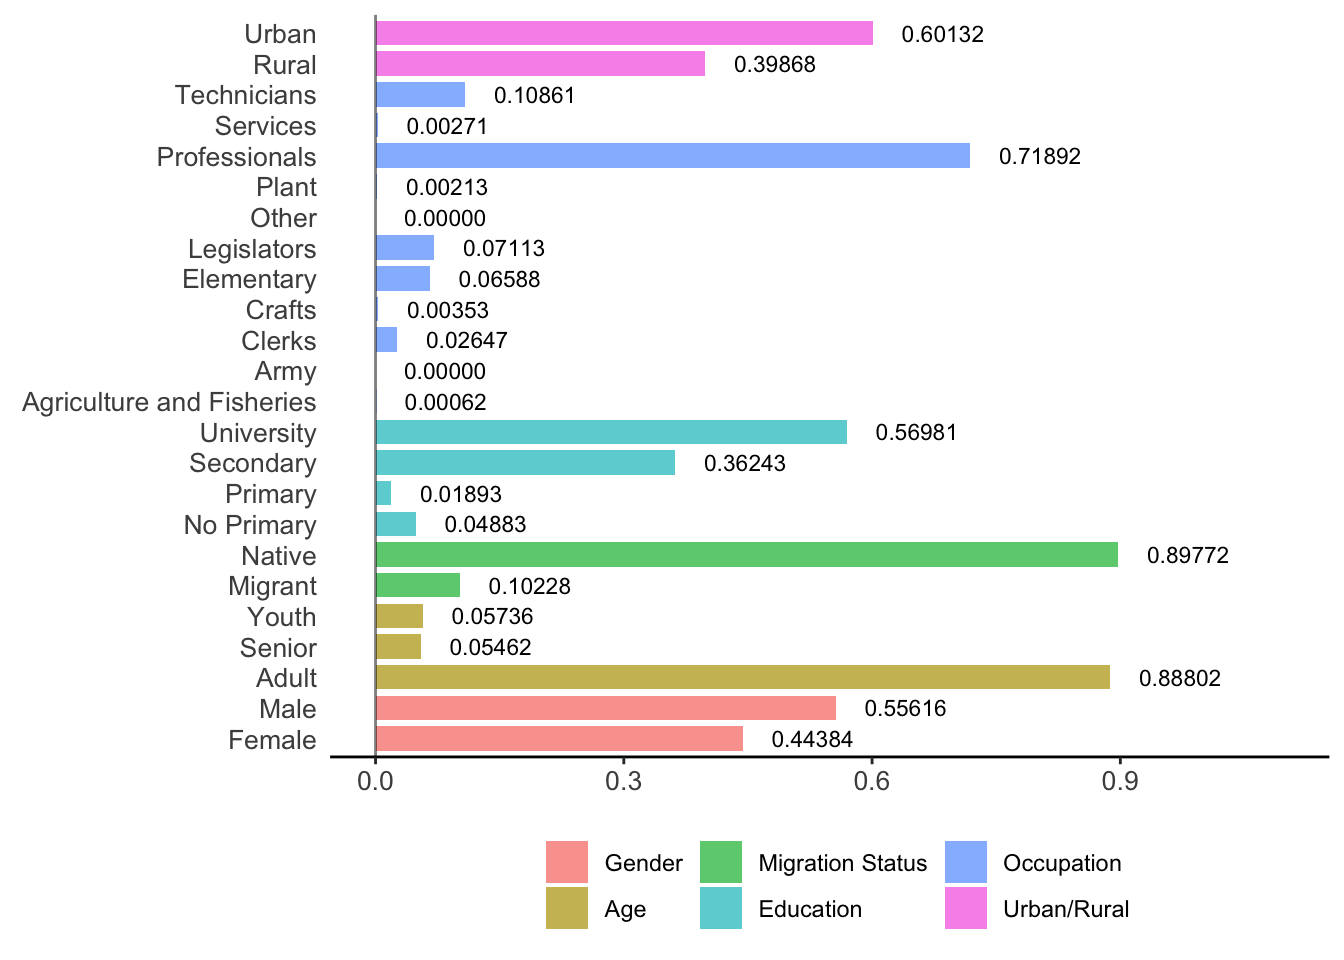 Urban 0.60132
Rural 0.39868
Technicians 0.10861
Services 0.00271
Professionals 0.71892
Plant 0.00213
Other 0.00000
Legislators 0.07113
Elementary 0.06588
Crafts 0.00353
Clerks 0.02647
Army 0.00000
Agriculture and Fisheries 0.00062
University 0.56981
Secondary 0.36243
Primary 0.01893
No Primary 0.04883
Native 0.89772
Migrant 0.10228
Youth 0.05736
Senior 0.05462
Adult 0.88802
Male 0.55616
Female 0.44384
0.0 0.3 0.6 0.9
Gender Migration Status Occupation
Age Education Urban/Rural